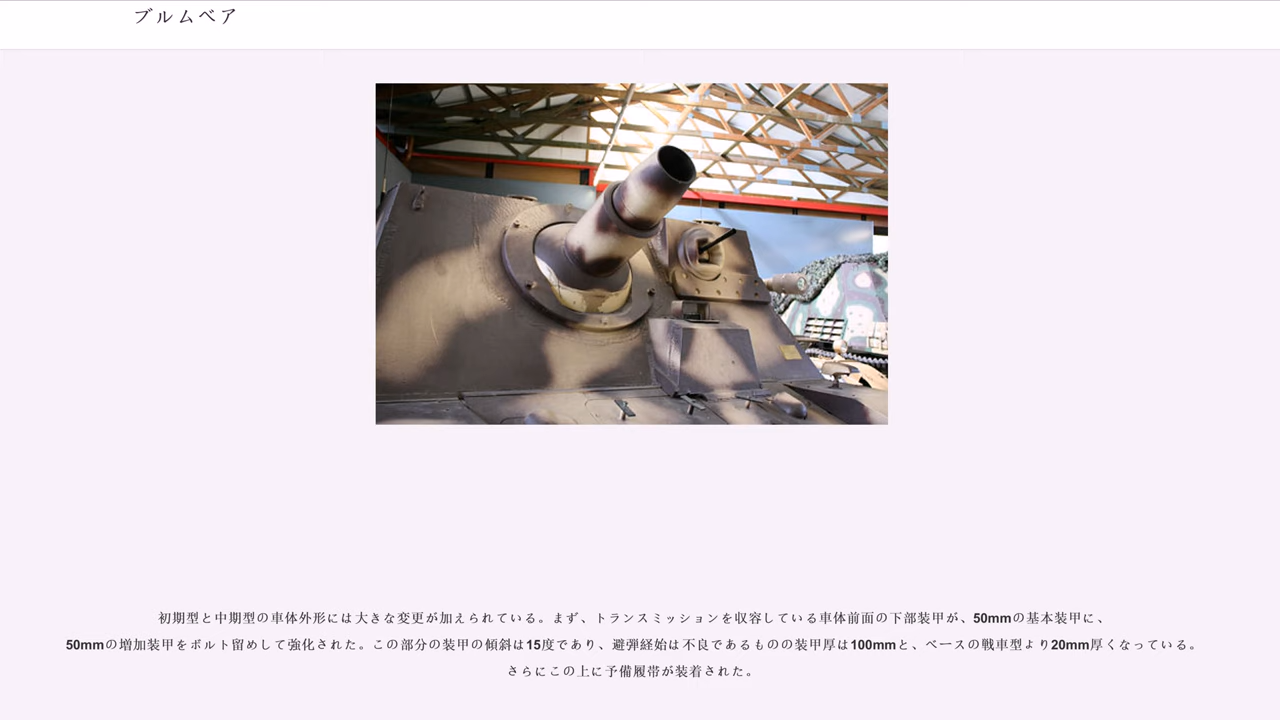 ブルムベア
初期型と中期型の車体外形には大きな変更が加えられている。まず、トランスミッションを収容している車体前面の下部装甲が、50mmの基本装甲に、
50mmの増加装甲をボルト留めして強化された。この部分の装甲の傾斜は15度であり、避弾経始は不良であるものの装甲厚は100mmと、ベースの戦車型より20mm厚くなっている。
さらにこの上に予備履帯が装着された。